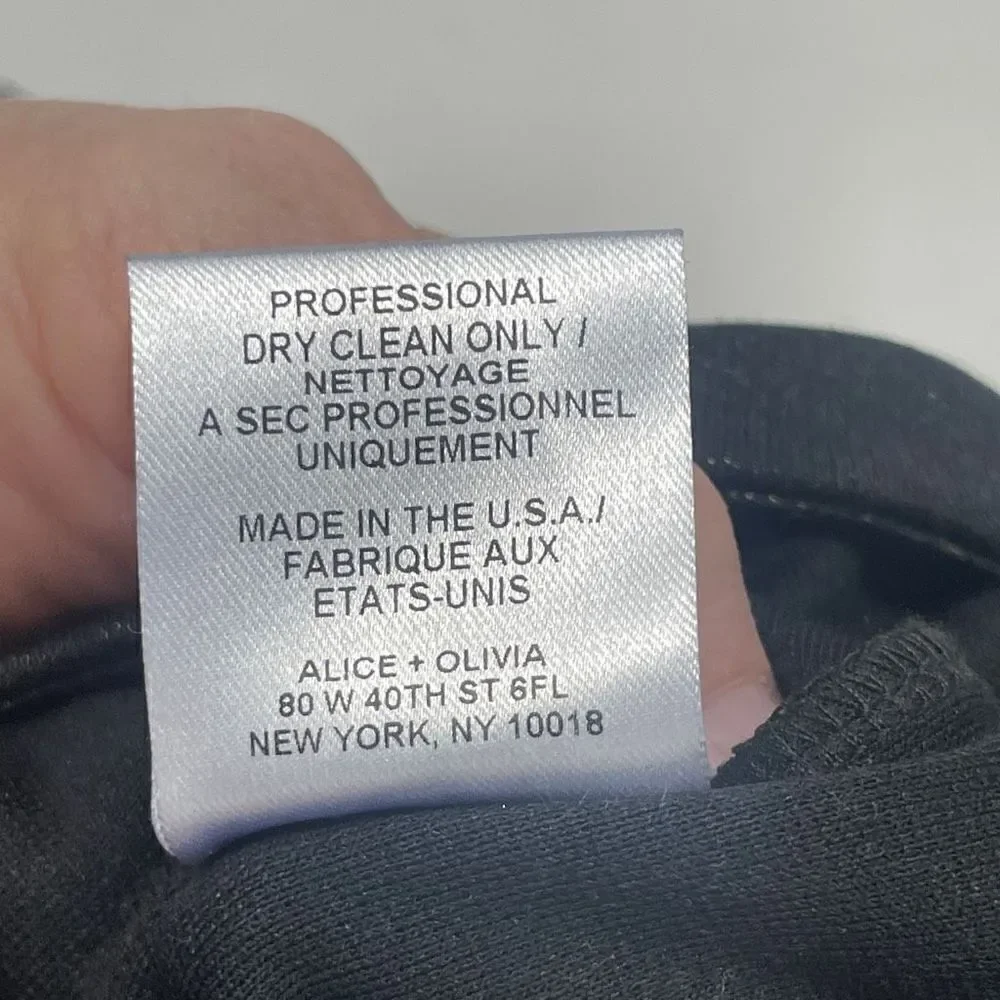 PROFESSIONAL
DRY CLEAN ONLY /
NETTOYAGE
A SEC PROFESSIONNEL
UNIQUEMENT
MADE IN THE U.S.A./
FABRIQUE AUX
ETATS-UNIS
ALICE + OLIVIA
80 W 40TH ST 6FL
NEW YORK, NY 10018